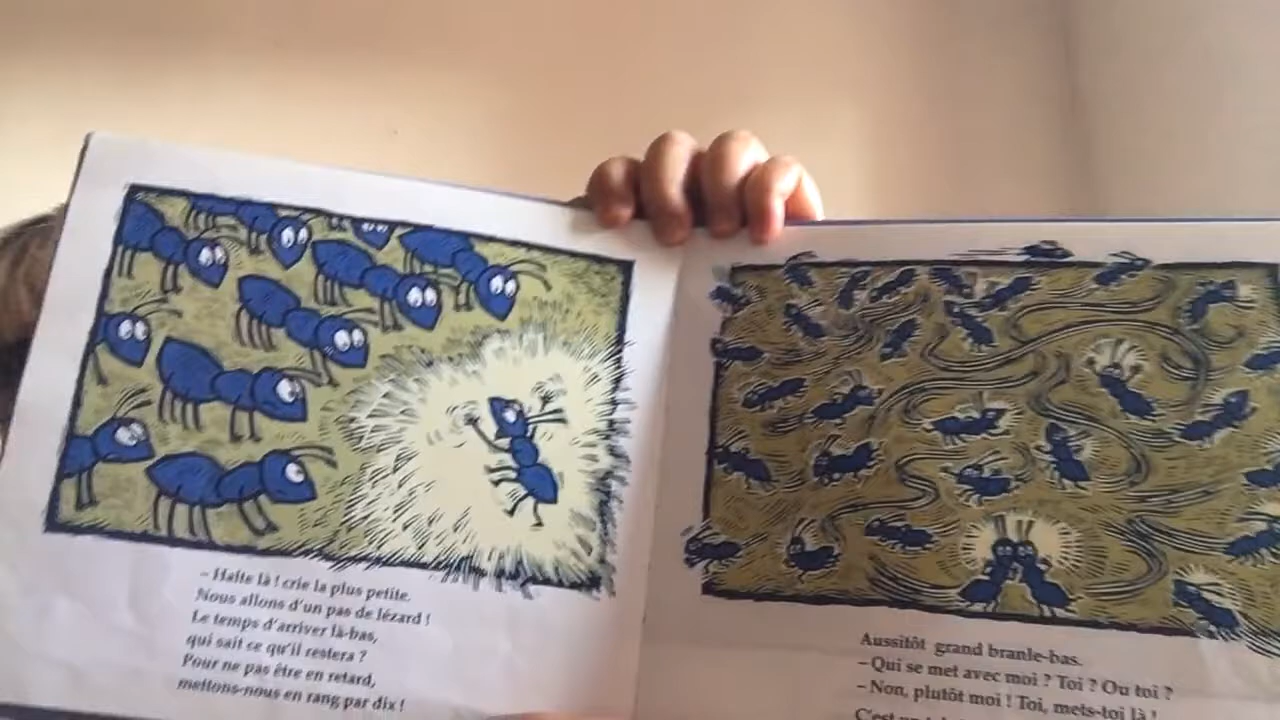 – Halte là ! crie la plus petite.
Nous allons d'un pas de lézard !
Le temps d'arriver là-bas,
qui sait ce qu'il restera ?
Pour ne pas être en retard,
mettons-nous en rang par dix !
Aussitôt grand branle-bas.
– Qui se met avec moi ? Toi ? Ou toi ?
– Non, plutôt moi ! Toi, mets-toi là !
C'est un